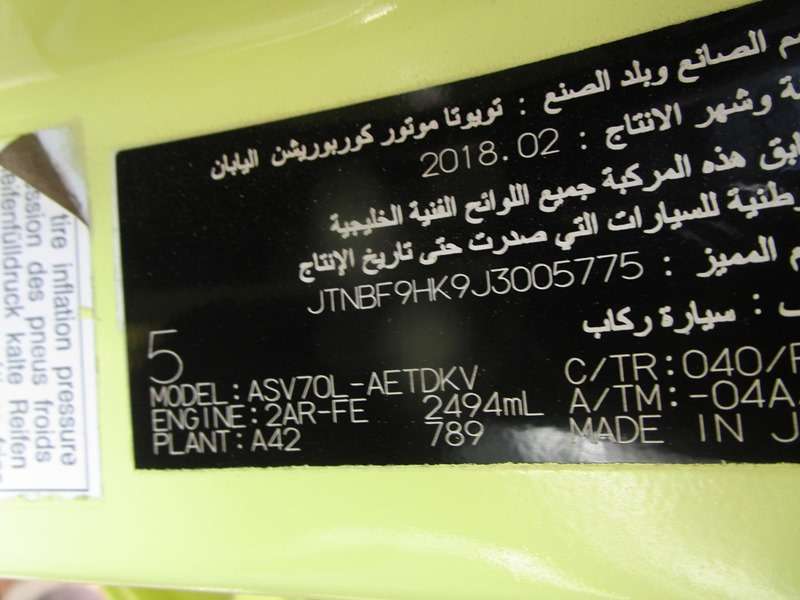 الصانع وبلد الصنع : تويوتا موتور كوربوريشن اليابان
وشهر الانتاج : 2018.02
هذه المركبة جميع اللوائح الفنية الخليجية
للسيارات التي صدرت حتى تاريخ الإنتاج
المميز : JTNBF9HK9J3005775
: سيارة ركاب
5
MODEL:ASV70L-AETDKV C/TR:040/
ENGINE:2AR-FE 2494mL A/TM:-04A
PLANT:A42 789 MADE IN J
tire inflation pressure
des pneus froids
kalte Reifen